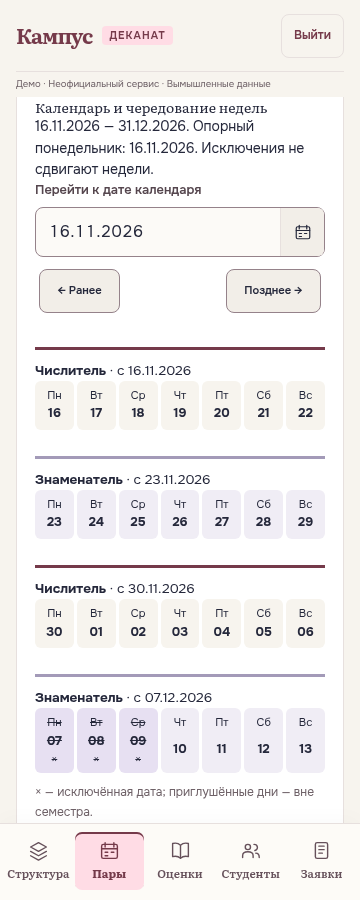 Кампус ДЕКАНАТ Выйти
Демо · Неофициальный сервис · Вымышленные данные
Календарь и чередование недель
16.11.2026 — 31.12.2026. Опорный
понедельник: 16.11.2026. Исключения не
сдвигают недели.
Перейти к дате календаря
16.11.2026
← Ранее Позднее →
Числитель · с 16.11.2026
Пн Вт Ср Чт Пт Сб Вс
16 17 18 19 20 21 22
Знаменатель · с 23.11.2026
Пн Вт Ср Чт Пт Сб Вс
23 24 25 26 27 28 29
Числитель · с 30.11.2026
Пн Вт Ср Чт Пт Сб Вс
30 01 02 03 04 05 06
Знаменатель · с 07.12.2026
Пн Вт Ср Чт Пт Сб Вс
07 08 09 10 11 12 13
× × ×
× — исключённая дата; приглушённые дни — вне
семестра.
Структура Пары Оценки Студенты Заявки